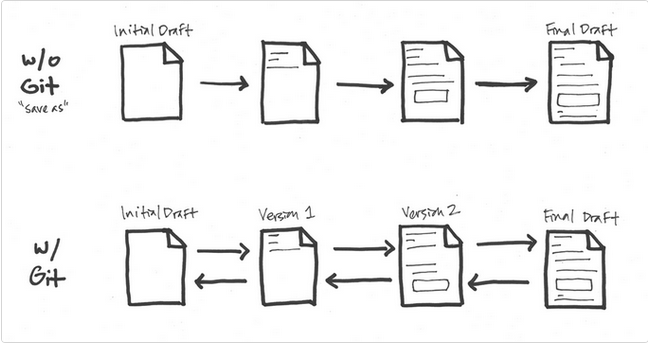 Initial Draft
Final Draft
w/o
Git
"save as"
Initial Draft
Version 1
Version 2
Final Draft
w/
Git